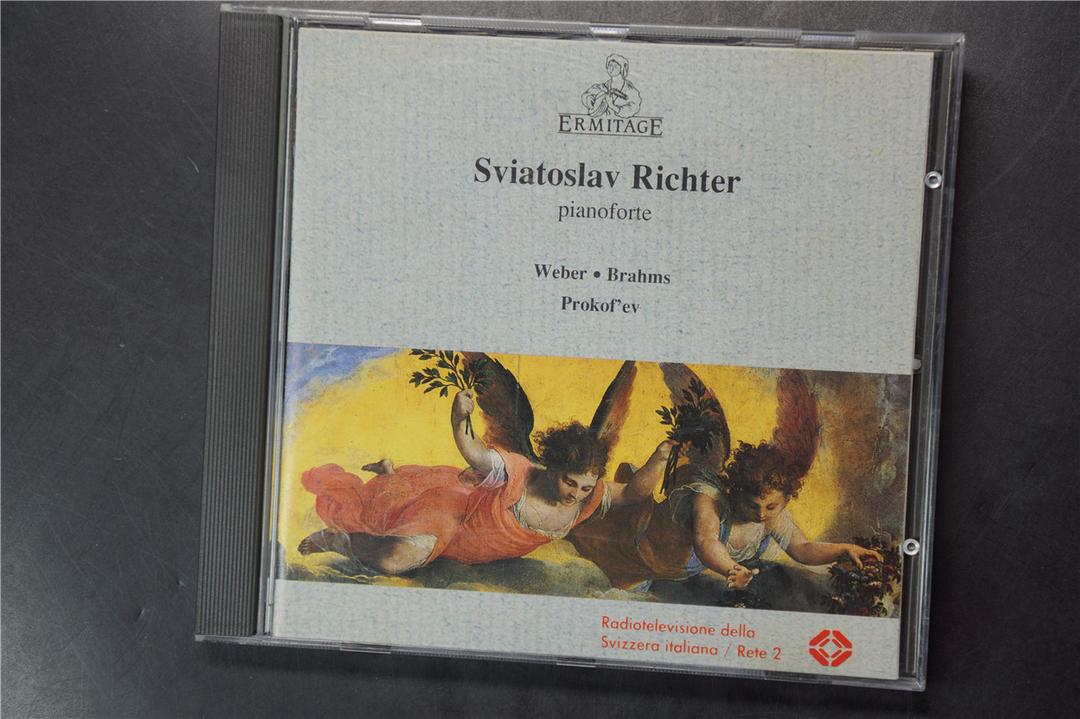 ERMITAGE
Sviatoslav Richter
pianoforte
Weber • Brahms
Prokof'ev
Radiotelevisione della
Svizzera italiana / Rete 2